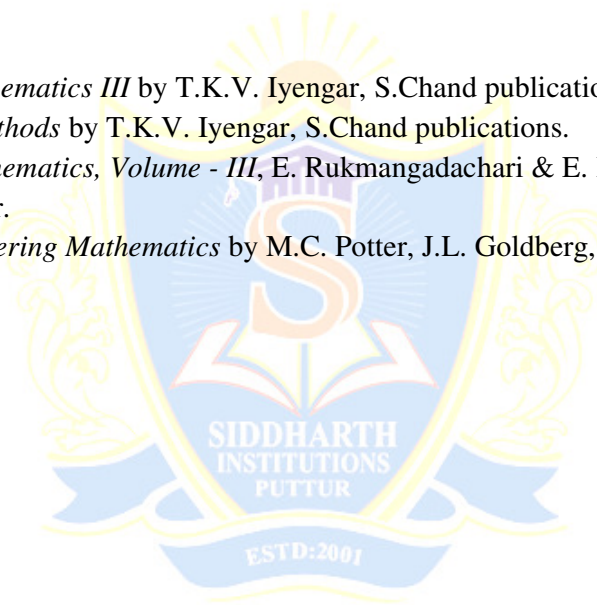 ematics III by T.K.V. Iyengar, S.Chand publicatio
thods by T.K.V. Iyengar, S.Chand publications.
ematics, Volume - III, E. Rukmangadachari & E.
r.
ering Mathematics by M.C. Potter, J.L. Goldberg,
S
SIDDHARTH
INSTITUTIONS
PUTTUR
ESTD:2001